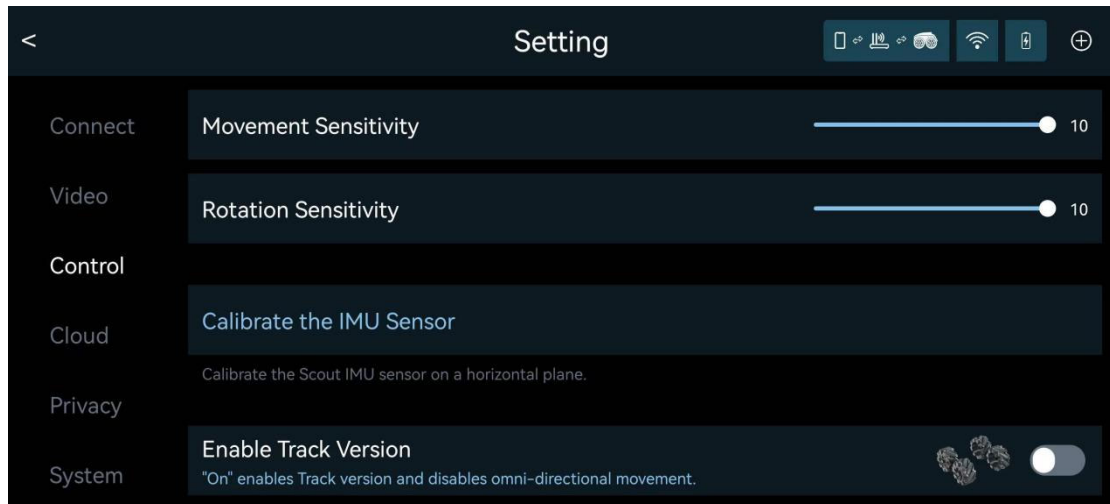 <
Setting
Connect
Video
Control
Cloud
Privacy
System
Movement Sensitivity
10
Rotation Sensitivity
10
Calibrate the IMU Sensor
Calibrate the Scout IMU sensor on a horizontal plane.
Enable Track Version
"On" enables Track version and disables omni-directional movement.